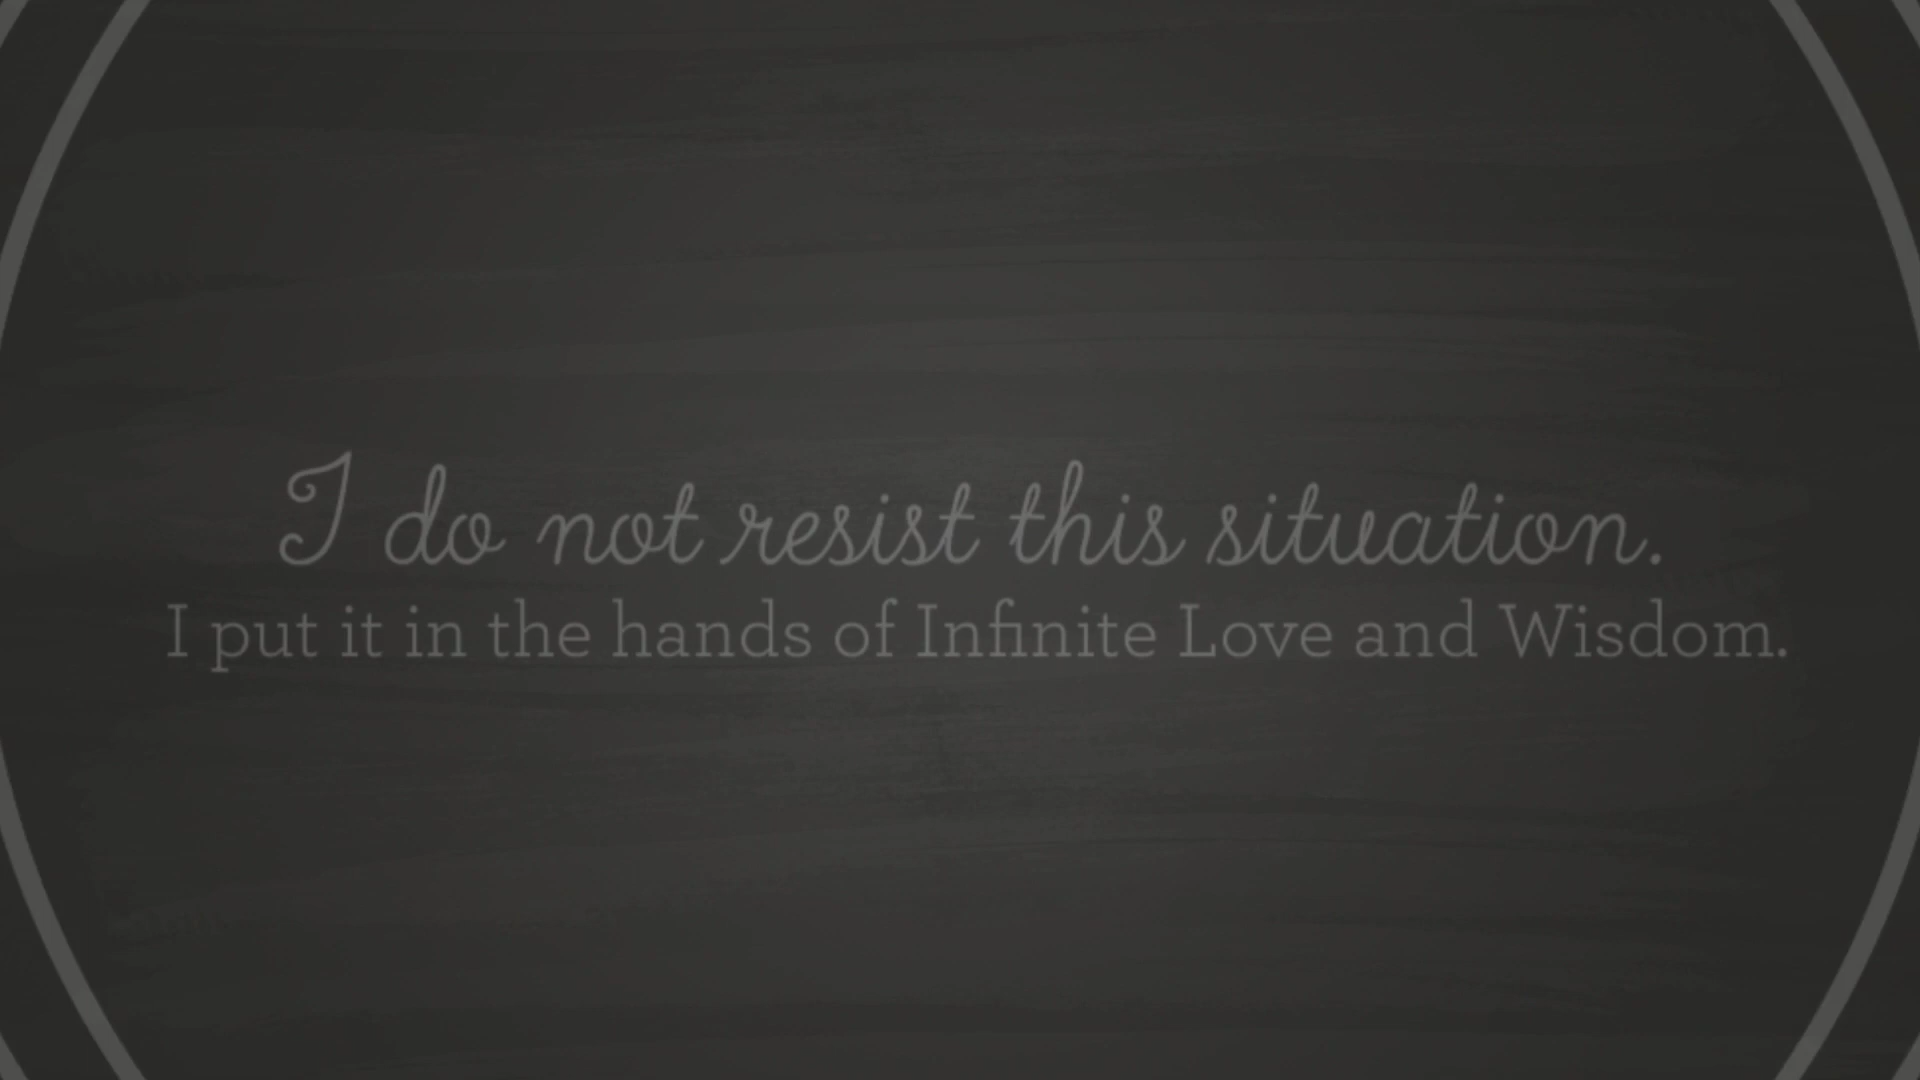 I do not resist this situation.
I put it in the hands of Infinite Love and Wisdom.